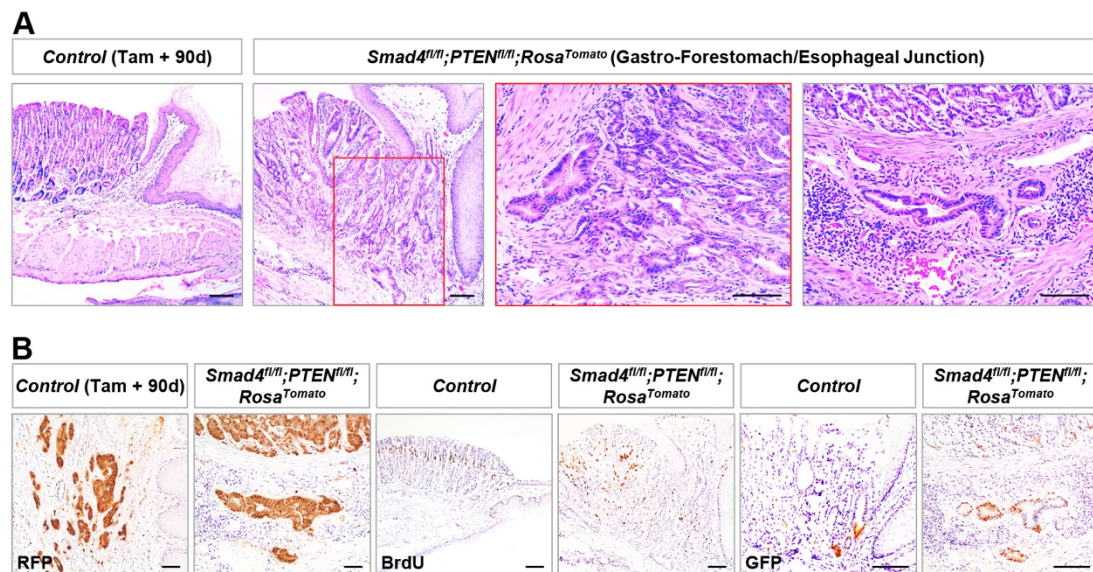 A
Control (Tam + 90d)
Smad4fl/fl;PTENfl/fl;RosaTomato (Gastro-Forestomach/Esophageal Junction)
B
Control (Tam + 90d)
Smad4fl/fl;PTENfl/fl;
RosaTomato
Control
Smad4fl/fl;PTENfl/fl;
RosaTomato
Control
Smad4fl/fl;PTENfl/fl;
RosaTomato
RFP
BrdU
GFP